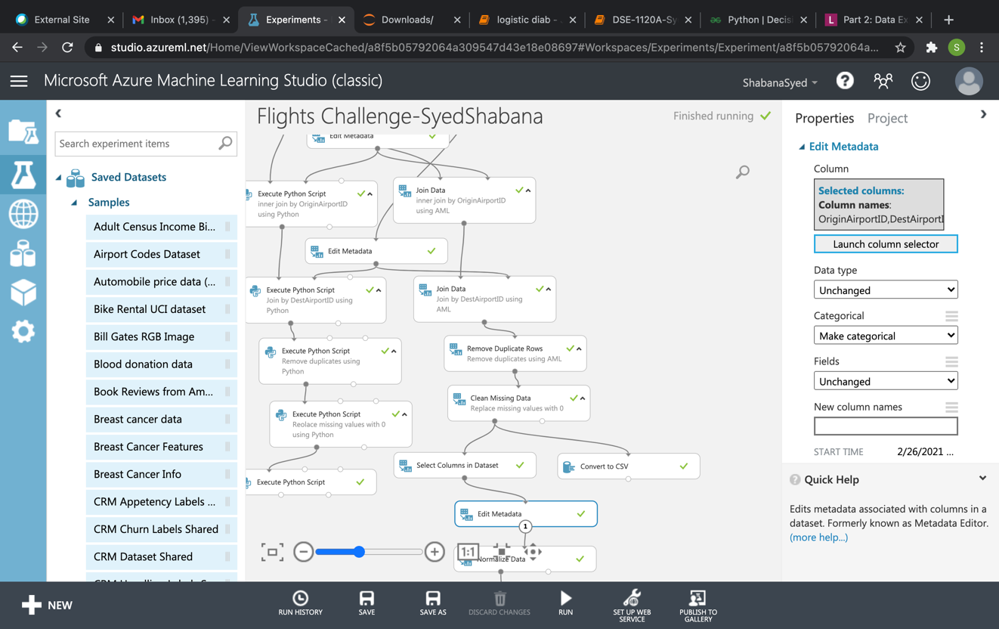 External Site
Inbox (1,395) -
Experiments -
Downloads/
logistic diab -
DSE-1120A-Sy
Python | Decisi
Part 2: Data Ex
studio.azureml.net/Home/ViewWorkspaceCached/a8f5b05792064a309547d43e18e08697#Workspaces/Experiments/Experiment/a8f5b05792064a...
S
Microsoft Azure Machine Learning Studio (classic)
ShabanaSyed
Search experiment items
Saved Datasets
Samples
Adult Census Income Bi...
Airport Codes Dataset
Automobile price data (...
Bike Rental UCI dataset
Bill Gates RGB Image
Blood donation data
Book Reviews from Am...
Breast cancer data
Breast Cancer Features
Breast Cancer Info
CRM Appetency Labels ...
CRM Churn Labels Shared
CRM Dataset Shared
Flights Challenge-SyedShabana
Finished running
Edit Metadata
Execute Python Script
inner join by OriginAirportID
using Python
Join Data
inner join by OriginAirportID
using AML
Edit Metadata
Execute Python Script
Join by DestAirportID using
Python
Join Data
Join by DestAirportID using
AML
Execute Python Script
Remove duplicates using
Python
Remove Duplicate Rows
Remove duplicates using AML
Execute Python Script
Reolace missing values with 0
using Python
Clean Missing Data
Replace missing values with 0
Execute Python Script
Select Columns in Dataset
Convert to CSV
Edit Metadata
1
1:1
Normalize Data
Properties
Project
Edit Metadata
Column
Selected columns:
Column names:
OriginAirportID,DestAirportI
Launch column selector
Data type
Unchanged
Categorical
Make categorical
Fields
Unchanged
New column names
START TIME
2/26/2021 ...
Quick Help
Edits metadata associated with columns in a
dataset. Formerly known as Metadata Editor.
(more help...)
NEW
RUN HISTORY
SAVE
SAVE AS
DISCARD CHANGES
RUN
SET UP WEB
SERVICE
PUBLISH TO
GALLERY